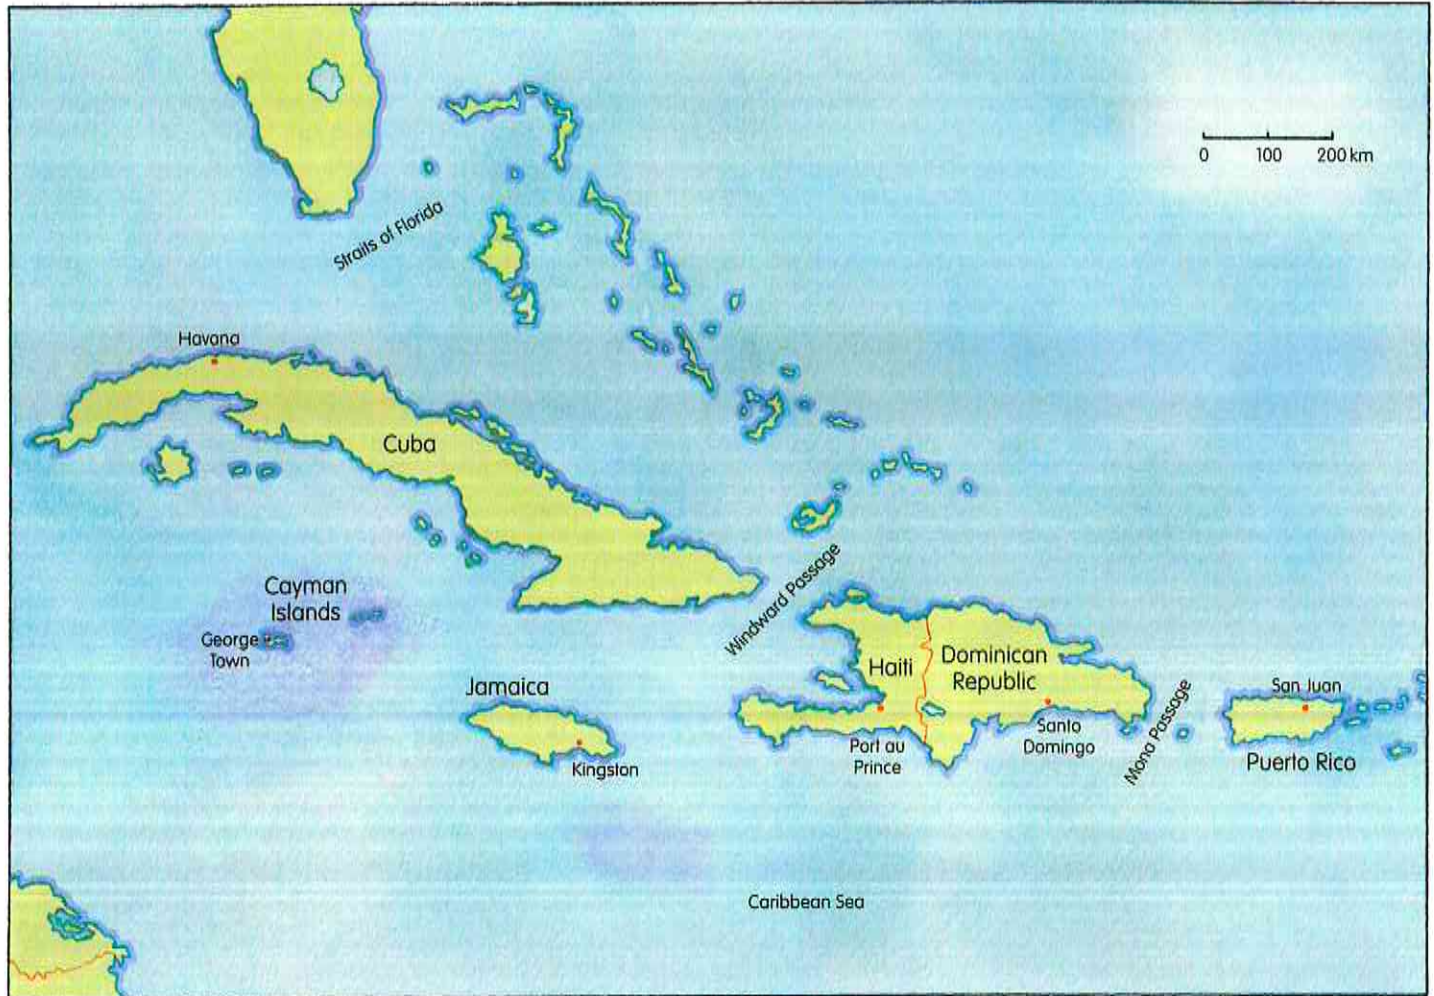 0 100 200 km
Straits of Florida
Havana
Cuba
Windward Passage
Cayman
Islands
George
Town
Jamaica
Kingston
Haiti
Dominican
Republic
Port au
Prince
Santo
Domingo
Mona Passage
San Juan
Puerto Rico
Caribbean Sea